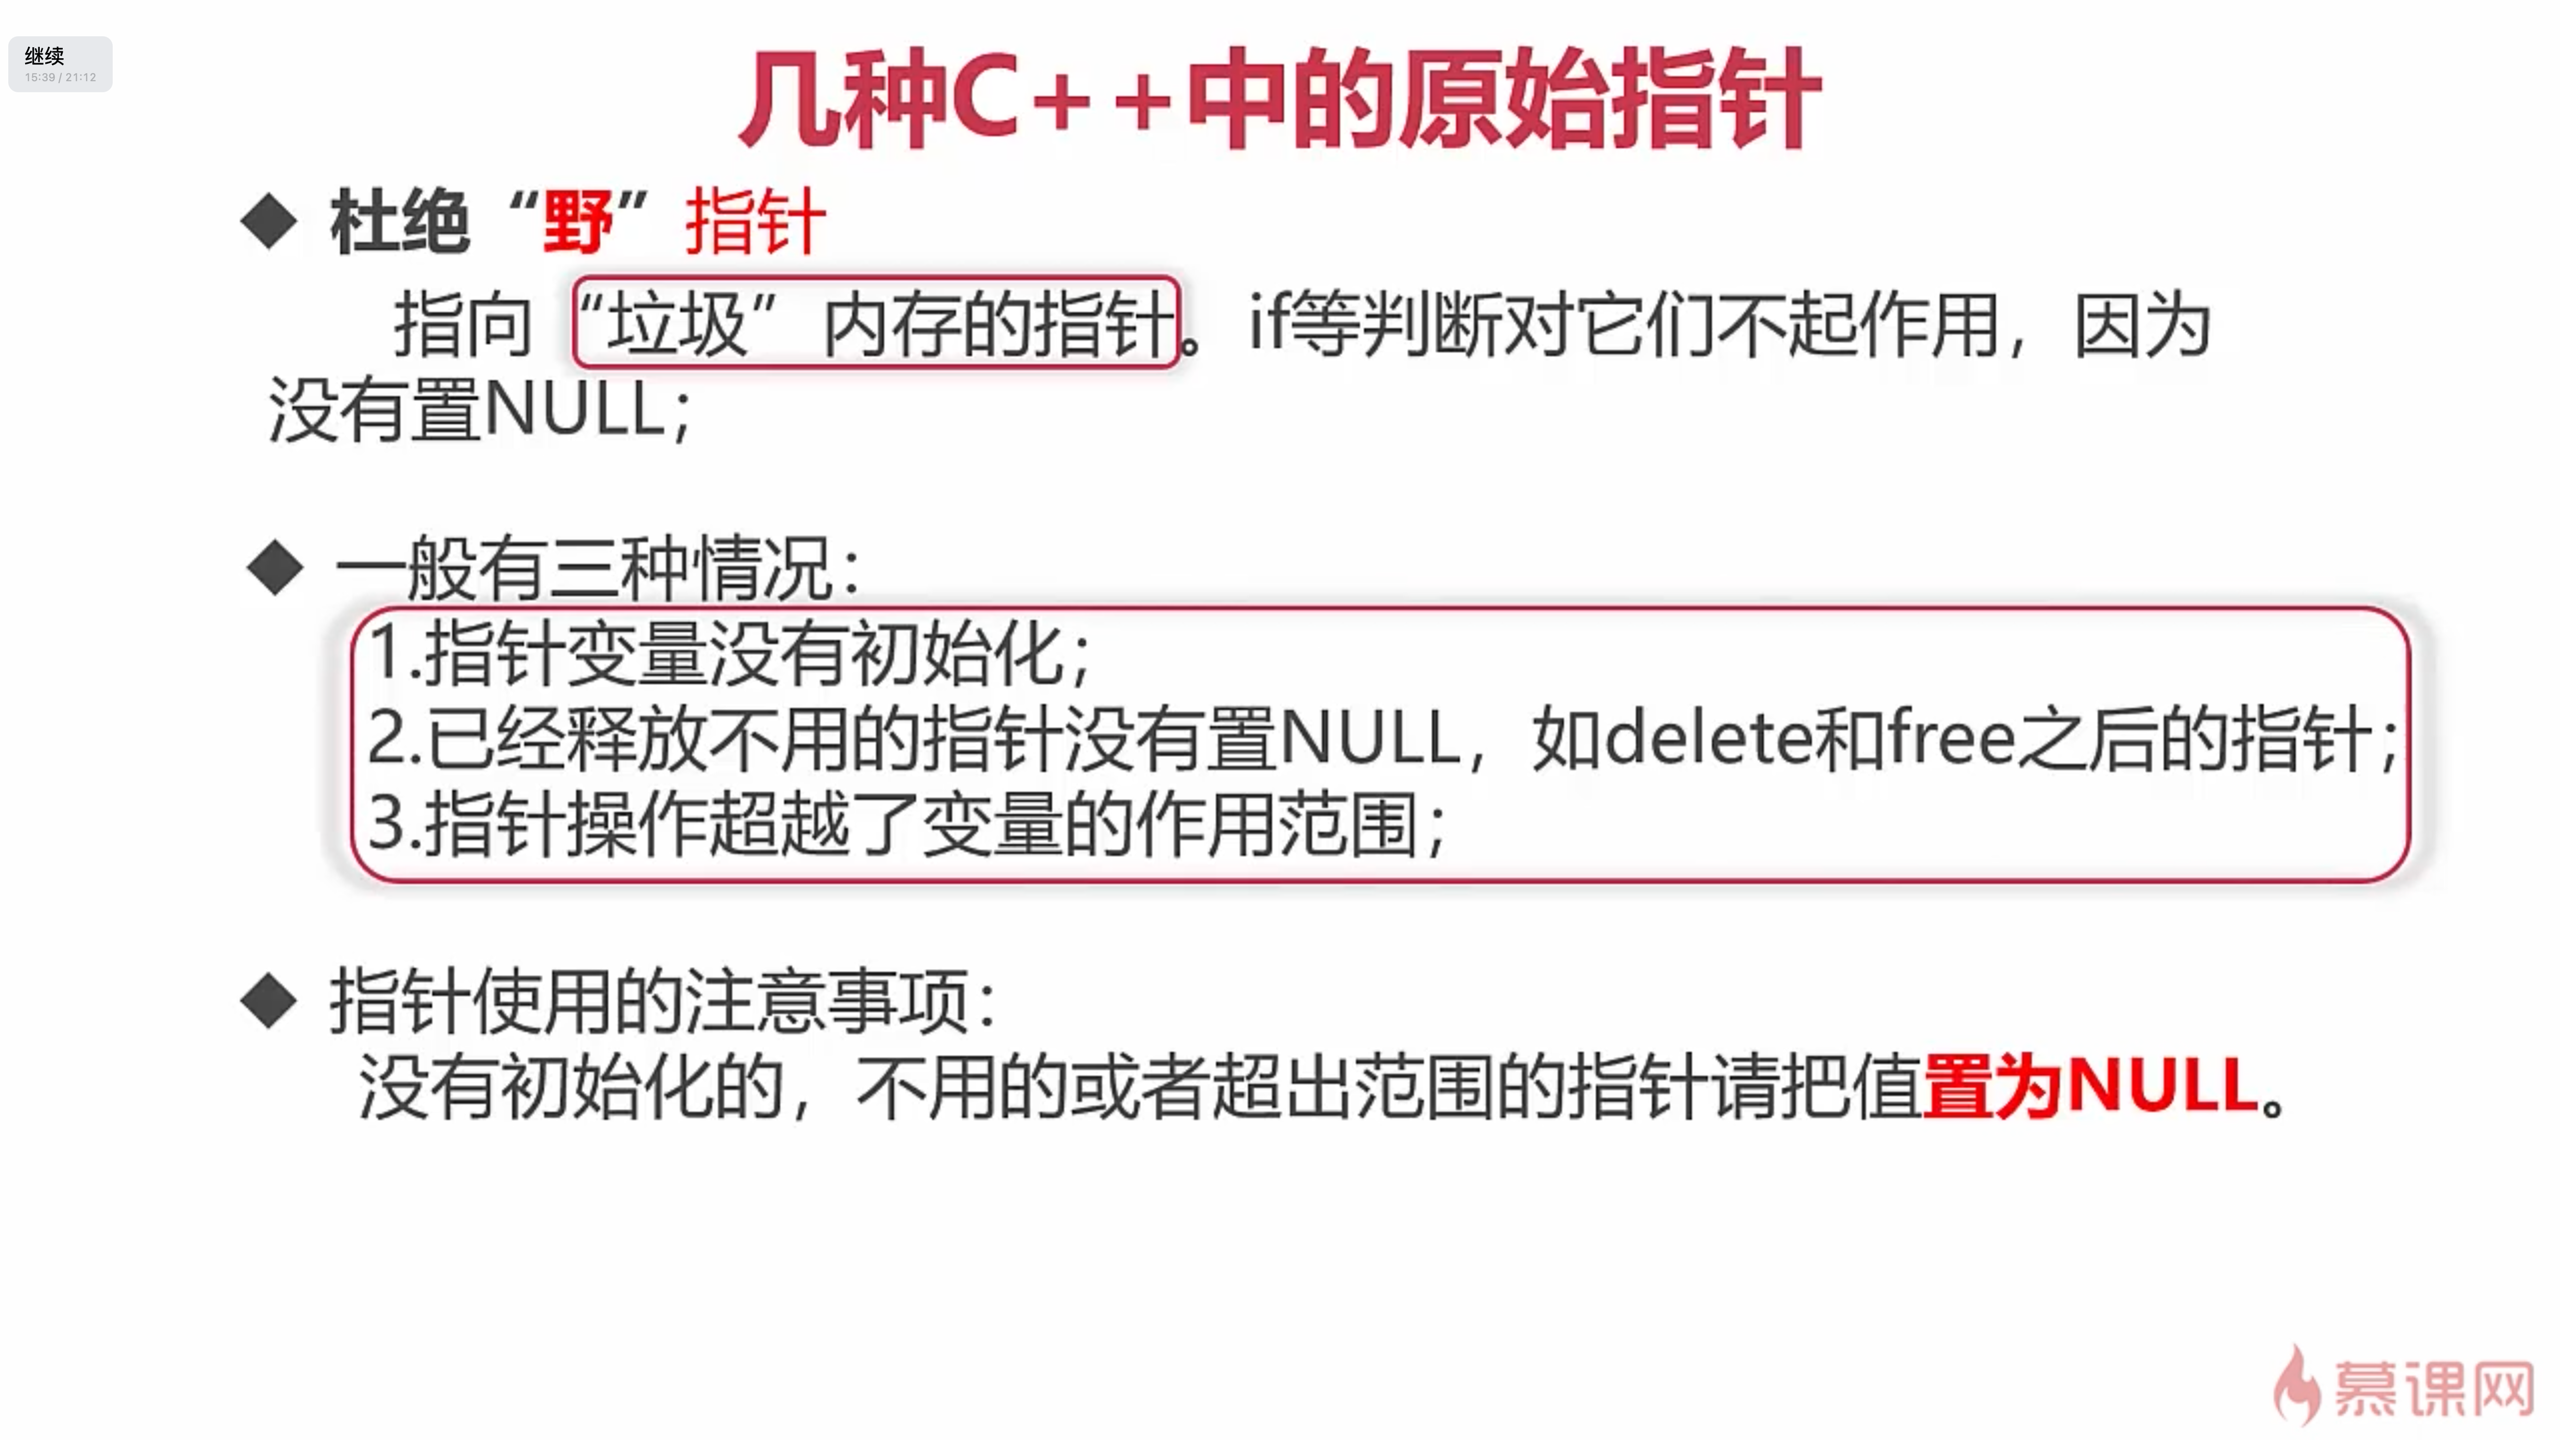 继续
15:39 / 21:12
几种C++中的原始指针
◆ 杜绝“野”指针
指向“垃圾”内存的指针。if等判断对它们不起作用，因为
没有置NULL；
◆ 一般有三种情况：
1.指针变量没有初始化；
2.已经释放不用的指针没有置NULL，如delete和free之后的指针；
3.指针操作超越了变量的作用范围；
◆ 指针使用的注意事项：
没有初始化的，不用的或者超出范围的指针请把值置为NULL。
慕课网